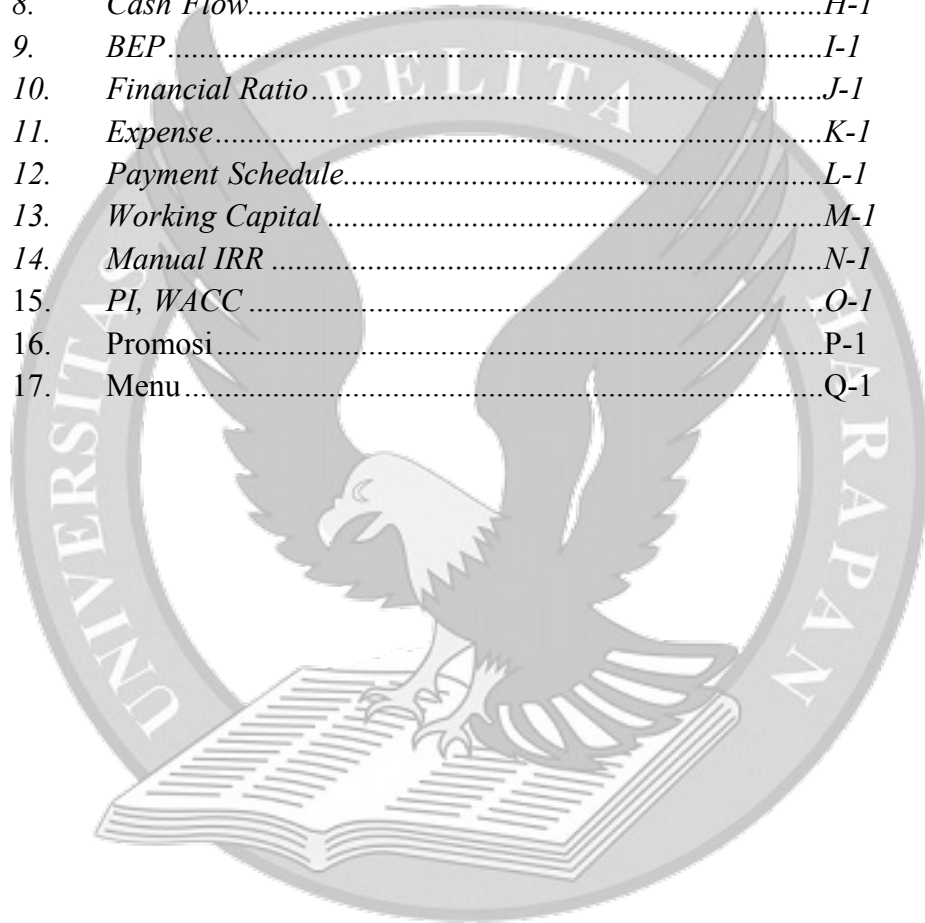 8. Cash Flow....................................................................................H-1
9. BEP................................................................................................I-1
10. Financial Ratio.............................................................................J-1
11. Expense.........................................................................................K-1
12. Payment Schedule........................................................................L-1
13. Working Capital..........................................................................M-1
14. Manual IRR.................................................................................N-1
15. PI, WACC....................................................................................O-1
16. Promosi.........................................................................................P-1
17. Menu..............................................................................................Q-1
UNIVERSITAS PELITA HARAPAN